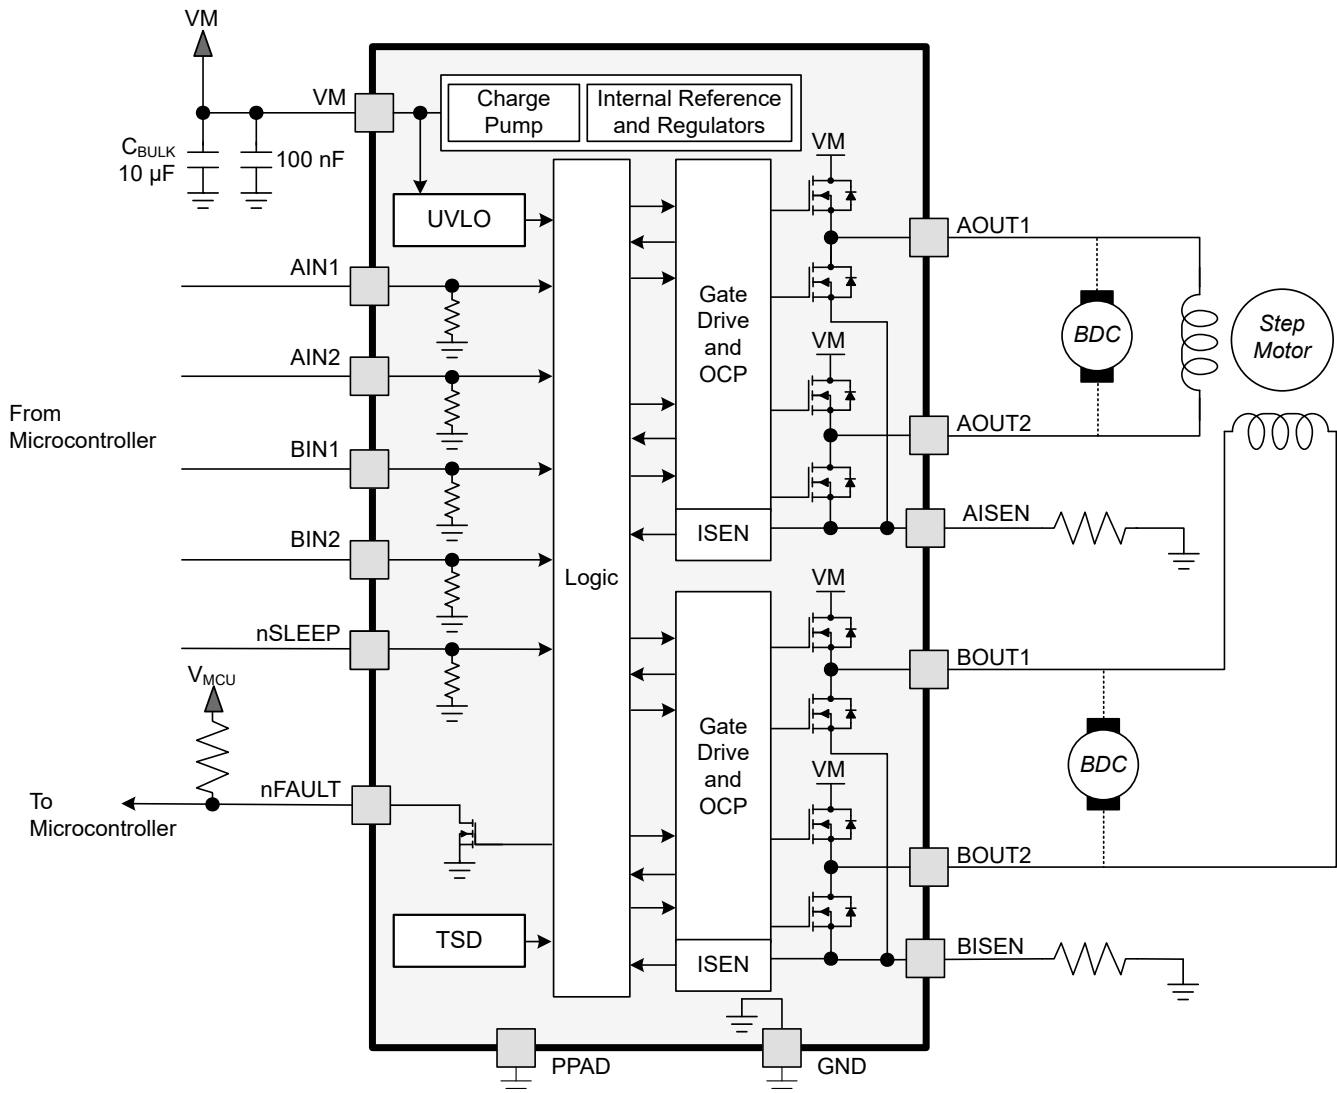 VM
VM
C_BULK
10 µF
100 nF
Charge
Pump
Internal Reference
and Regulators
UVLO
AIN1
AIN2
From
Microcontroller
BIN1
BIN2
nSLEEP
V_MCU
nFAULT
To
Microcontroller
TSD
Logic
Gate
Drive
and
OCP
ISEN
VM
VM
AOUT1
AOUT2
AISEN
BDC
Step
Motor
Gate
Drive
and
OCP
ISEN
VM
VM
BOUT1
BOUT2
BISEN
BDC
PPAD
GND